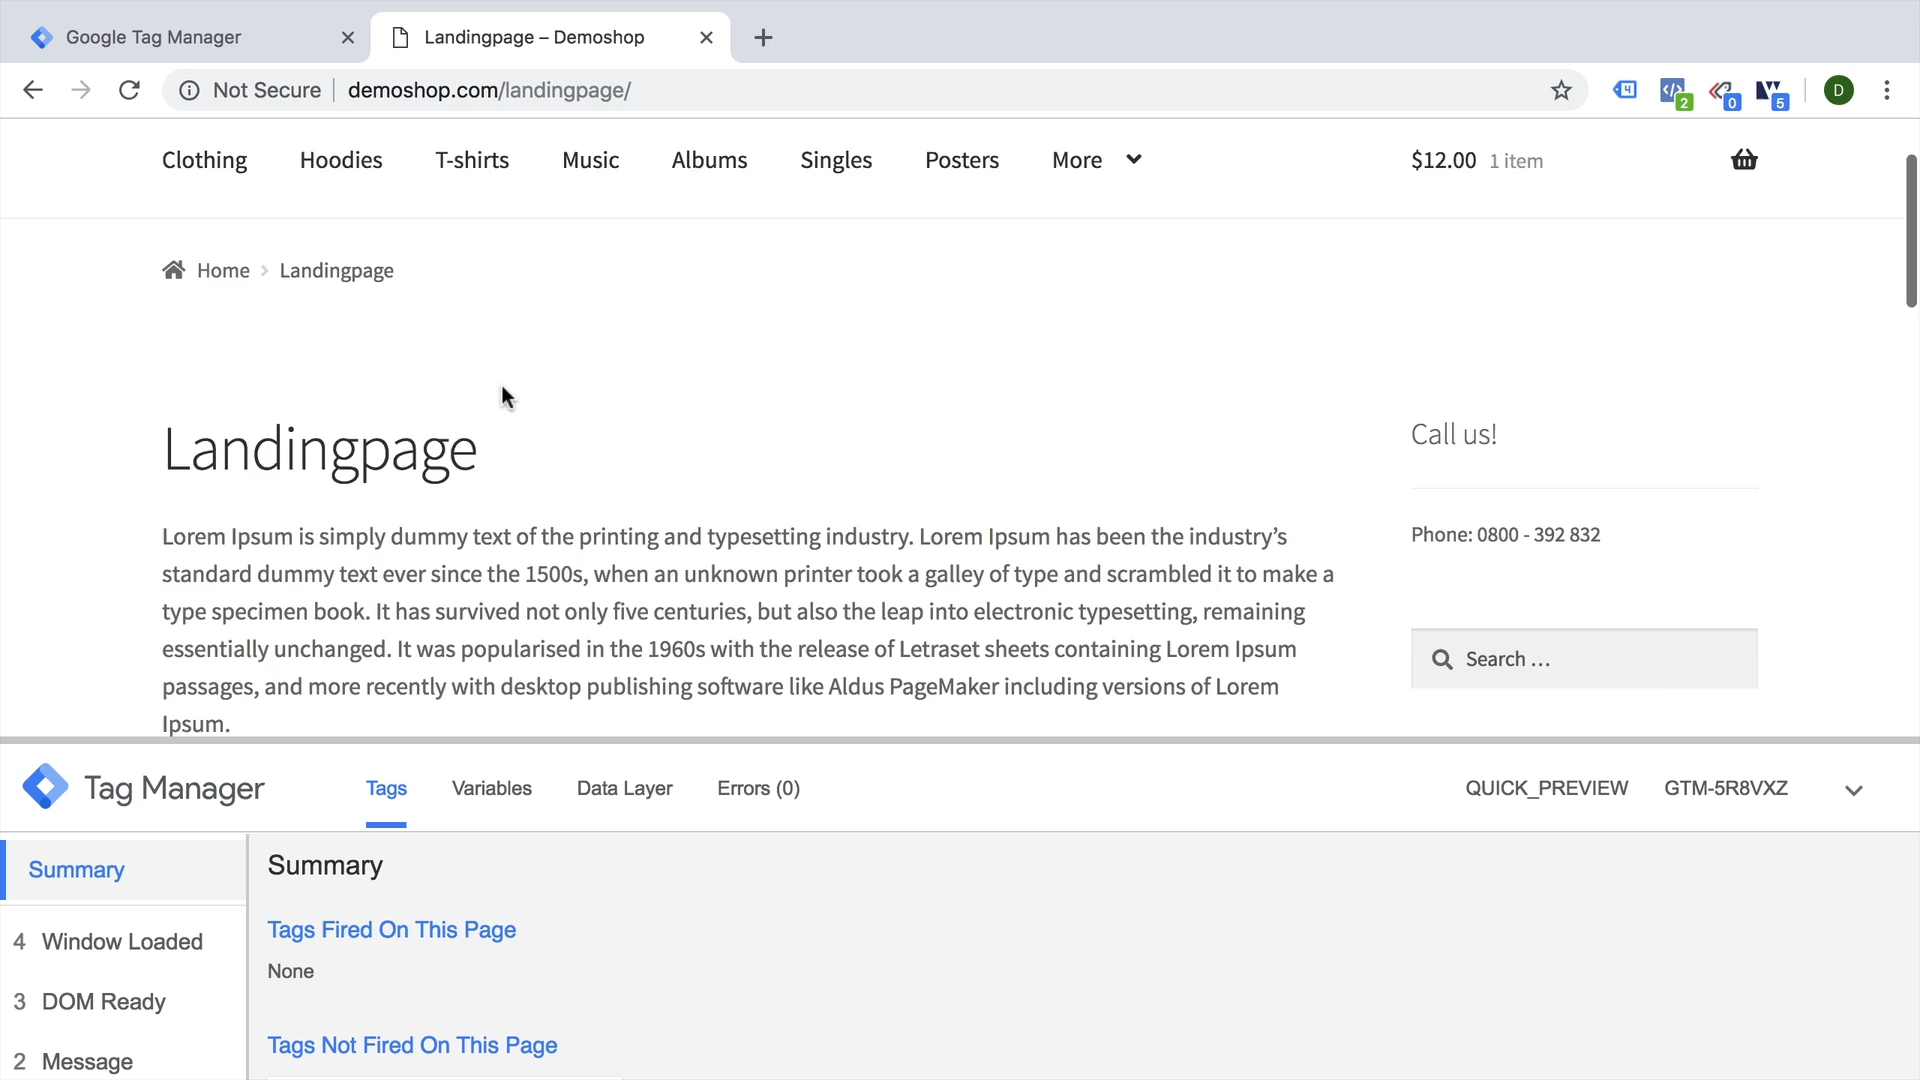 Google Tag Manager
Landingpage – Demoshop
Not Secure
demoshop.com/landingpage/
4
2
0
5
D
Clothing
Hoodies
T-shirts
Music
Albums
Singles
Posters
More
$12.00 1 item
Home
Landingpage
Landingpage
Lorem Ipsum is simply dummy text of the printing and typesetting industry. Lorem Ipsum has been the industry’s
standard dummy text ever since the 1500s, when an unknown printer took a galley of type and scrambled it to make a
type specimen book. It has survived not only five centuries, but also the leap into electronic typesetting, remaining
essentially unchanged. It was popularised in the 1960s with the release of Letraset sheets containing Lorem Ipsum
passages, and more recently with desktop publishing software like Aldus PageMaker including versions of Lorem
Ipsum.
Call us!
Phone: 0800 - 392 832
Search …
Tag Manager
Tags
Variables
Data Layer
Errors (0)
QUICK_PREVIEW
GTM-5R8VXZ
Summary
4 Window Loaded
3 DOM Ready
2 Message
Summary
Tags Fired On This Page
None
Tags Not Fired On This Page